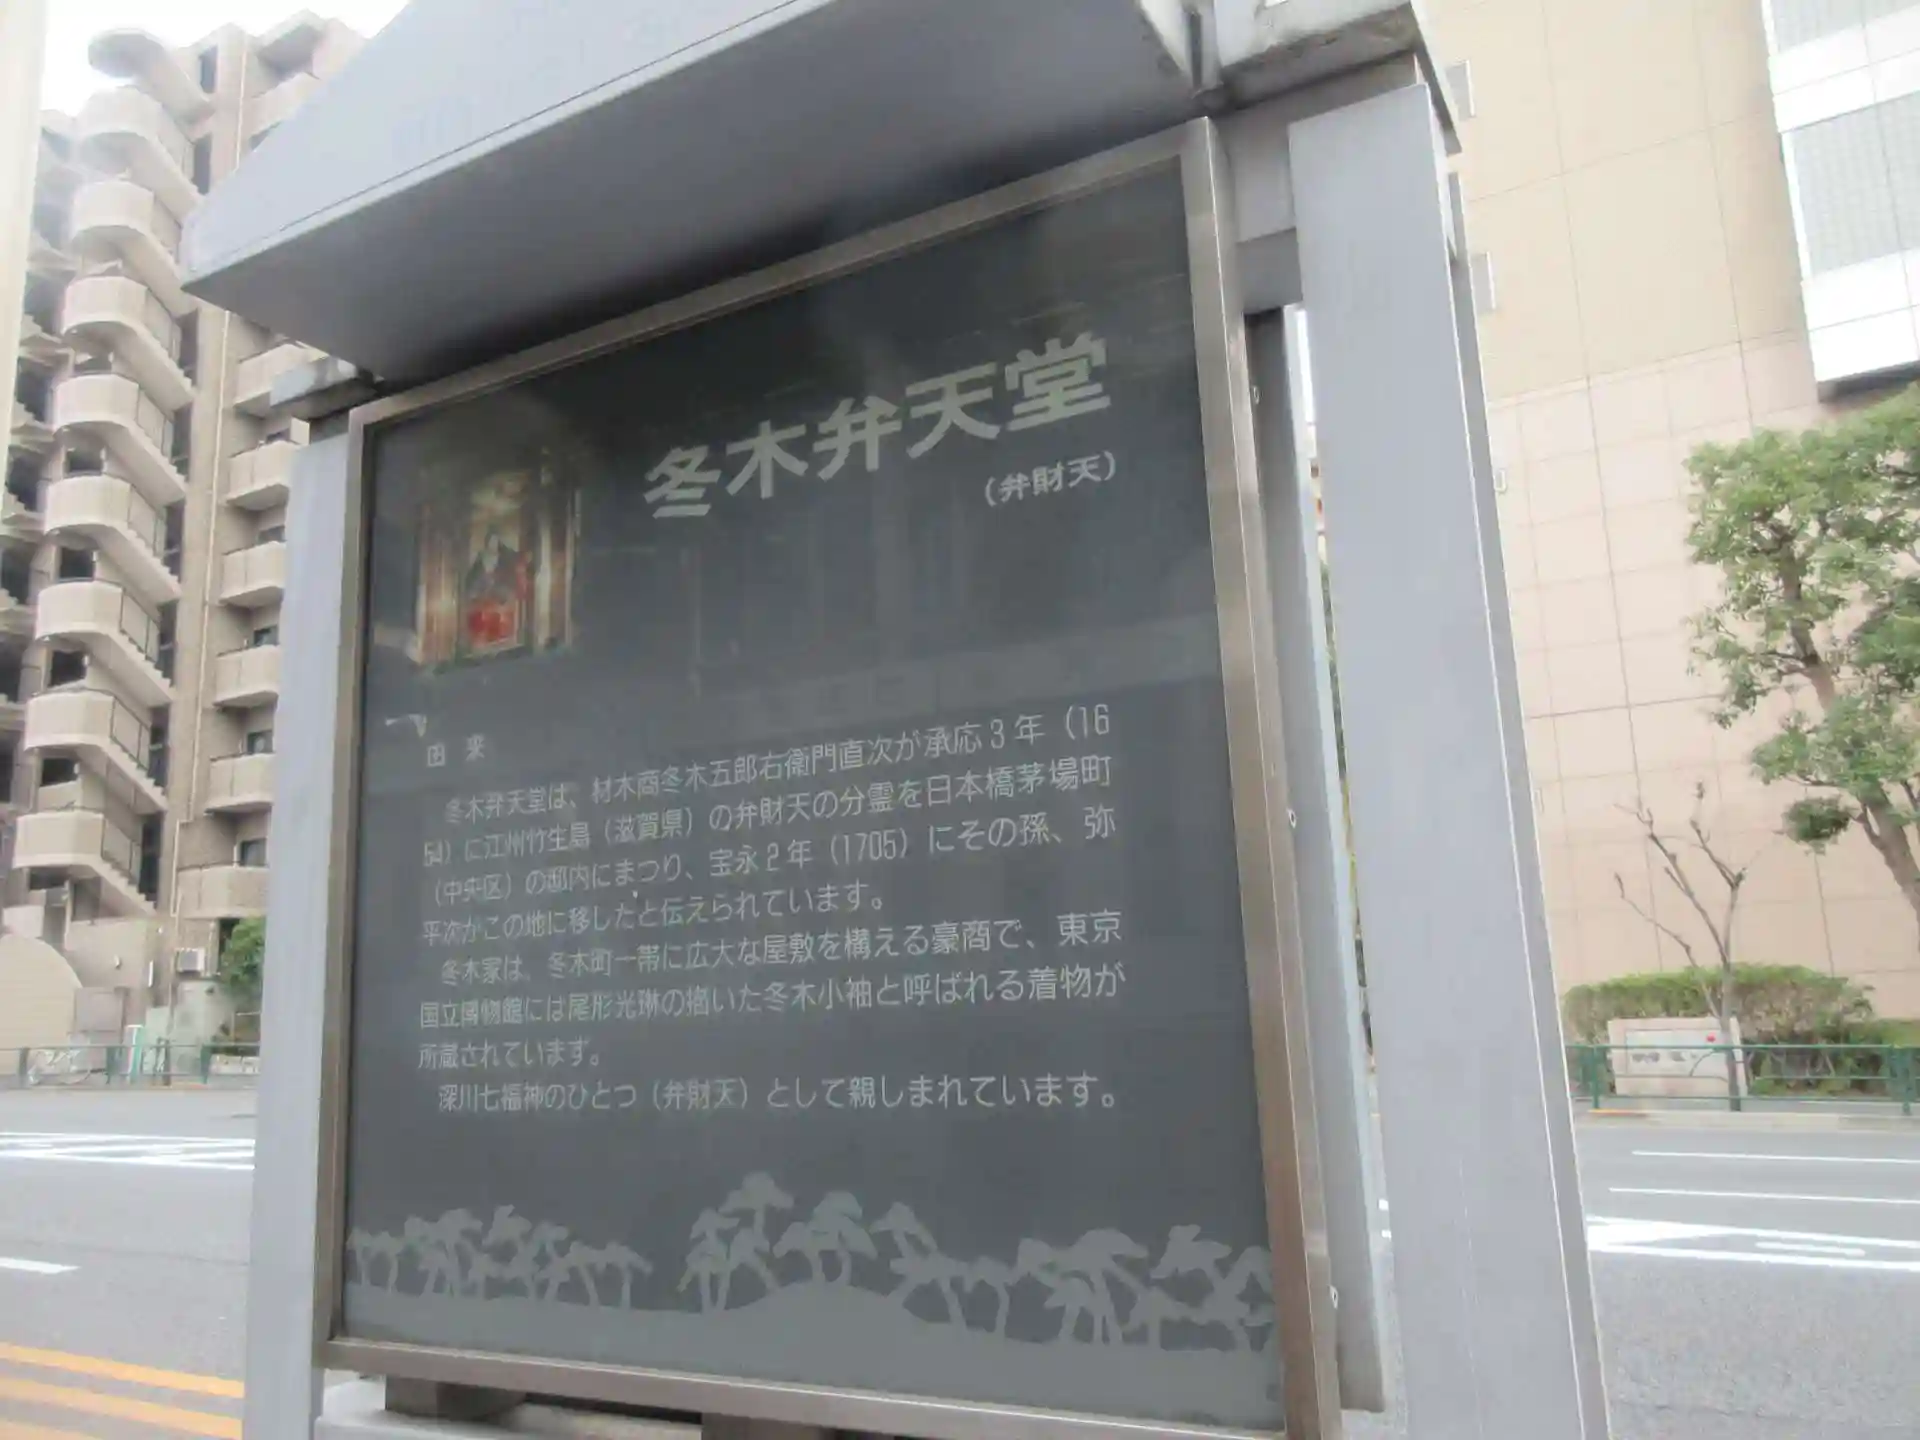 冬木弁天堂
（弁財天）
由　来
　冬木弁天堂は、材木商冬木五郎右衛門直次が承応３年（16
54）に江州竹生島（滋賀県）の弁財天の分霊を日本橋茅場町
（中央区）の邸内にまつり、宝永２年（1705）にその孫、弥
平次がこの地に移したと伝えられています。
　冬木家は、冬木町一帯に広大な屋敷を構える豪商で、東京
国立博物館には尾形光琳の描いた冬木小袖と呼ばれる着物が
所蔵されています。
　深川七福神のひとつ（弁財天）として親しまれています。